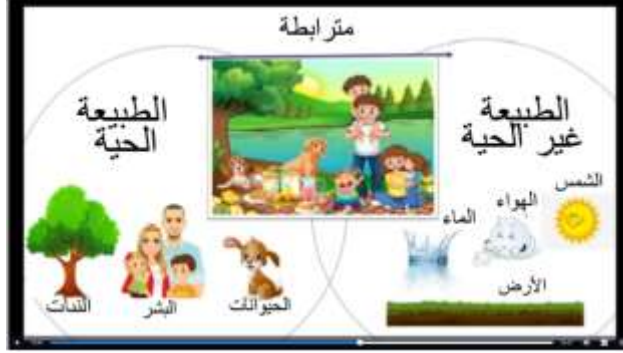 مترابطة
الطبيعة
غير الحية
الشمس
الهواء
الماء
الأرض
الطبيعة
الحية
الحيوانات
البشر
النبات